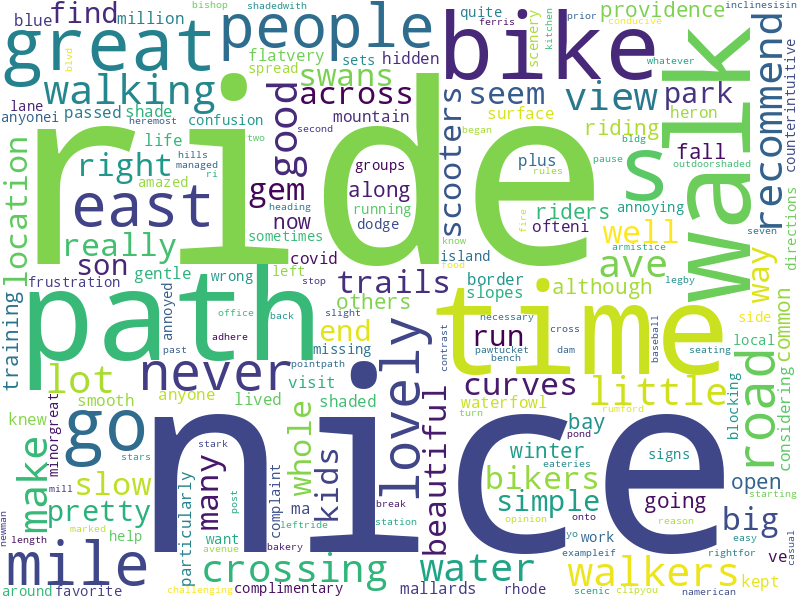 bishop shadedwith
blue find million
great people
quite ferris scenery kitchen prior conducive whatever
providence inclinesisin
blvd
flatvery sets hidden
spread
bike
walking swans
lane anyonei passed shade
heremost confusion
across
seem view park
heron
counterintuitive
recommend
walk
ride
good
mountain
scooters
surface riding
life two second
hills managed ri
amazed
right
groups
plus
bldg pause
fall
outdoorshaded
s
gem along
location
east
heading running
rules
riders annoying
really
now dodge
sometimes
often
ofteni
well
armistice
seven
directions
son
gentle wrong left
covid
stop
know
island
food
fire
ave way
frustration
trails
border
slopes
although
legby
side
path
training
annoyed
office back
others
slight
time
necessary cross
run
pawtucket dam
bench
contrast
baseball
seating
local
common
past adhere
end
missing
lot never
pointpath
lovely
curves
little
road
considering
smooth
anyone
lived
visit
shaded
waterfowl
turn
rumford
blocking
knew
minorgreat
go
whole
beautiful
nice
bay
pond
stars
stark
make
many
kids
winter
eateries
signs
slow
mill
complaint
bikers
open
starting
pretty
particularly
post
ma
break
simple
going
newman
length
marked
help
want
leftride
station
opinion
onto
reason
big
mile
avenue
bakery
crossing
water
yo
work
exampleif
easy
rightfor
ve
casual
walkers
around favorite
challenging
complimentary
mallards rhode
scenic clipyou
kept
namerican